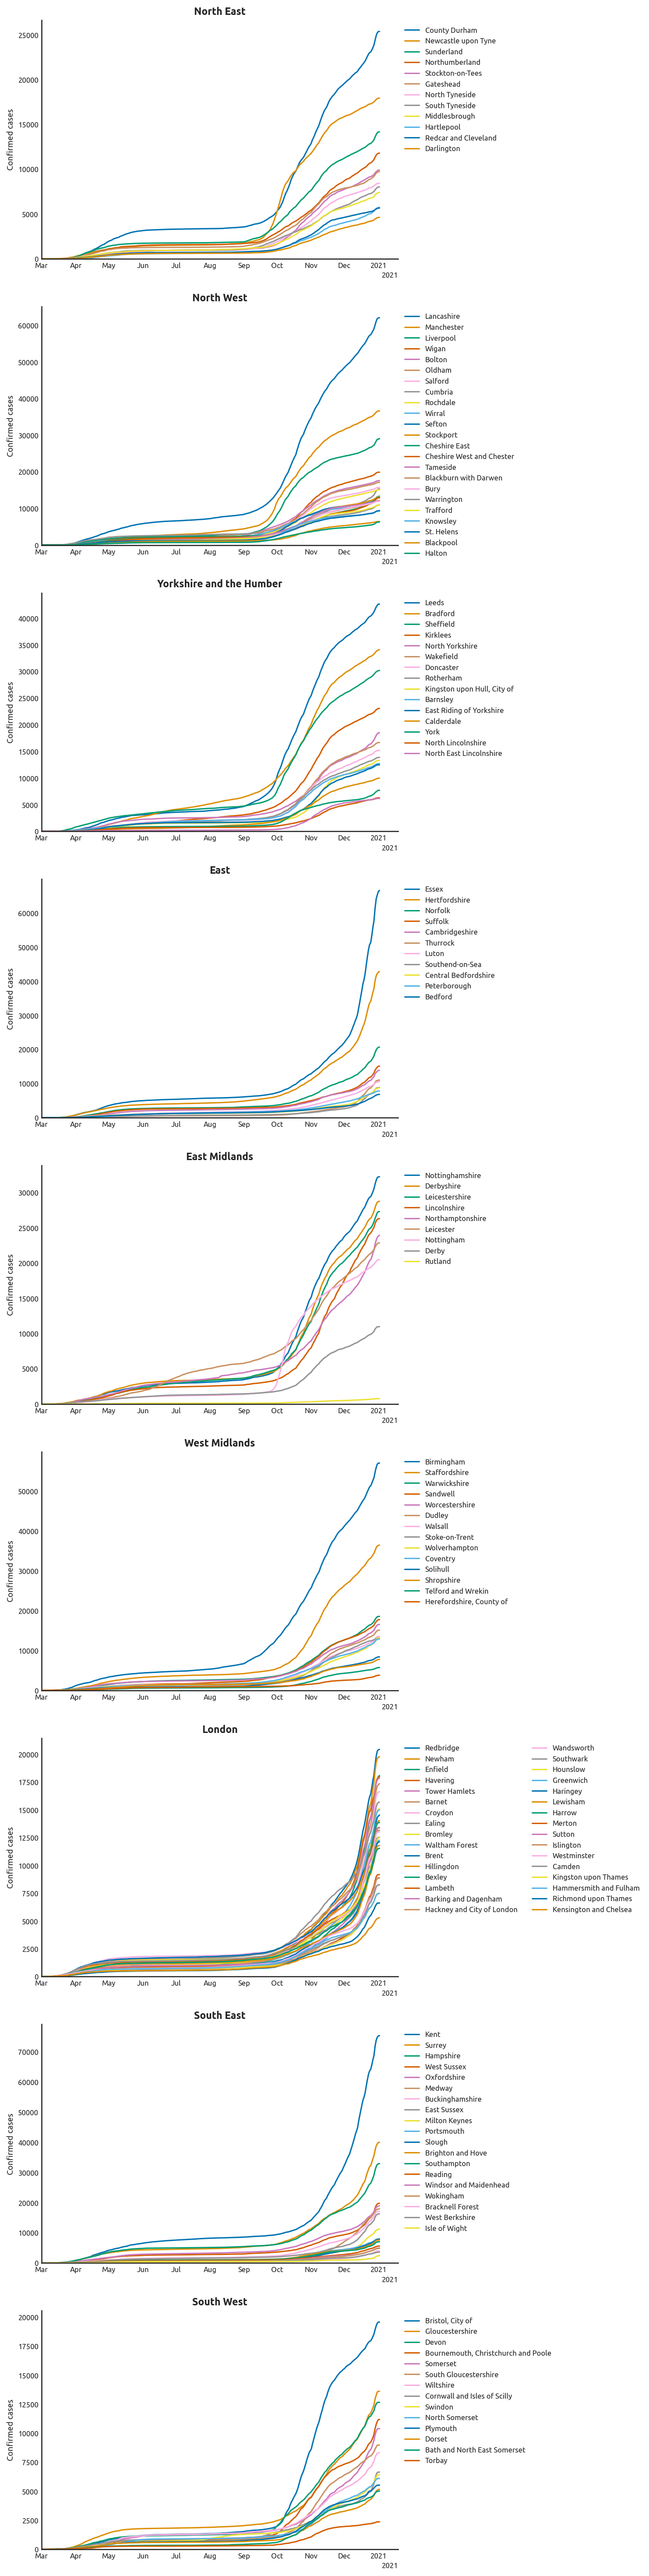 North East
Confirmed cases
25000
20000
15000
10000
5000
0
Mar Apr May Jun Jul Aug Sep Oct Nov Dec 2021
2021
County Durham
Newcastle upon Tyne
Sunderland
Northumberland
Stockton-on-Tees
Gateshead
North Tyneside
South Tyneside
Middlesbrough
Hartlepool
Redcar and Cleveland
Darlington
North West
Confirmed cases
60000
50000
40000
30000
20000
10000
0
Mar Apr May Jun Jul Aug Sep Oct Nov Dec 2021
2021
Lancashire
Manchester
Liverpool
Wigan
Bolton
Oldham
Salford
Cumbria
Rochdale
Wirral
Sefton
Stockport
Cheshire East
Cheshire West and Chester
Tameside
Blackburn with Darwen
Bury
Warrington
Trafford
Knowsley
St. Helens
Blackpool
Halton
Yorkshire and the Humber
Confirmed cases
40000
35000
30000
25000
20000
15000
10000
5000
0
Mar Apr May Jun Jul Aug Sep Oct Nov Dec 2021
2021
Leeds
Bradford
Sheffield
Kirklees
North Yorkshire
Wakefield
Doncaster
Rotherham
Kingston upon Hull, City of
Barnsley
East Riding of Yorkshire
Calderdale
York
North Lincolnshire
North East Lincolnshire
East
Confirmed cases
60000
50000
40000
30000
20000
10000
0
Mar Apr May Jun Jul Aug Sep Oct Nov Dec 2021
2021
Essex
Hertfordshire
Norfolk
Suffolk
Cambridgeshire
Thurrock
Luton
Southend-on-Sea
Central Bedfordshire
Peterborough
Bedford
East Midlands
Confirmed cases
30000
25000
20000
15000
10000
5000
0
Mar Apr May Jun Jul Aug Sep Oct Nov Dec 2021
2021
Nottinghamshire
Derbyshire
Leicestershire
Lincolnshire
Northamptonshire
Leicester
Nottingham
Derby
Rutland
West Midlands
Confirmed cases
50000
40000
30000
20000
10000
0
Mar Apr May Jun Jul Aug Sep Oct Nov Dec 2021
2021
Birmingham
Staffordshire
Warwickshire
Sandwell
Worcestershire
Dudley
Walsall
Stoke-on-Trent
Wolverhampton
Coventry
Solihull
Shropshire
Telford and Wrekin
Herefordshire, County of
London
Confirmed cases
20000
17500
15000
12500
10000
7500
5000
2500
0
Mar Apr May Jun Jul Aug Sep Oct Nov Dec 2021
2021
Redbridge
Newham
Enfield
Havering
Tower Hamlets
Barnet
Croydon
Ealing
Bromley
Waltham Forest
Brent
Hillingdon
Bexley
Lambeth
Barking and Dagenham
Hackney and City of London
Wandsworth
Southwark
Hounslow
Greenwich
Haringey
Lewisham
Harrow
Merton
Sutton
Islington
Westminster
Camden
Kingston upon Thames
Hammersmith and Fulham
Richmond upon Thames
Kensington and Chelsea
South East
Confirmed cases
70000
60000
50000
40000
30000
20000
10000
0
Mar Apr May Jun Jul Aug Sep Oct Nov Dec 2021
2021
Kent
Surrey
Hampshire
West Sussex
Oxfordshire
Medway
Buckinghamshire
East Sussex
Milton Keynes
Portsmouth
Slough
Brighton and Hove
Southampton
Reading
Windsor and Maidenhead
Wokingham
Bracknell Forest
West Berkshire
Isle of Wight
South West
Confirmed cases
20000
17500
15000
12500
10000
7500
5000
2500
0
Mar Apr May Jun Jul Aug Sep Oct Nov Dec 2021
2021
Bristol, City of
Gloucestershire
Devon
Bournemouth, Christchurch and Poole
Somerset
South Gloucestershire
Wiltshire
Cornwall and Isles of Scilly
Swindon
North Somerset
Plymouth
Dorset
Bath and North East Somerset
Torbay